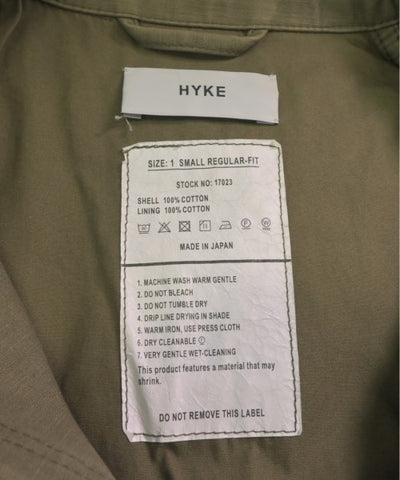 HYKE
SIZE: 1 SMALL REGULAR-FIT
STOCK NO: 17023
SHELL 100% COTTON
LINING 100% COTTON
MADE IN JAPAN
1. MACHINE WASH WARM GENTLE
2. DO NOT BLEACH
3. DO NOT TUMBLE DRY
4. DRIP LINE DRYING IN SHADE
5. WARM IRON, USE PRESS CLOTH
6. DRY CLEANABLE Ⓟ
7. VERY GENTLE WET-CLEANING
This product features a material that may
shrink.
DO NOT REMOVE THIS LABEL